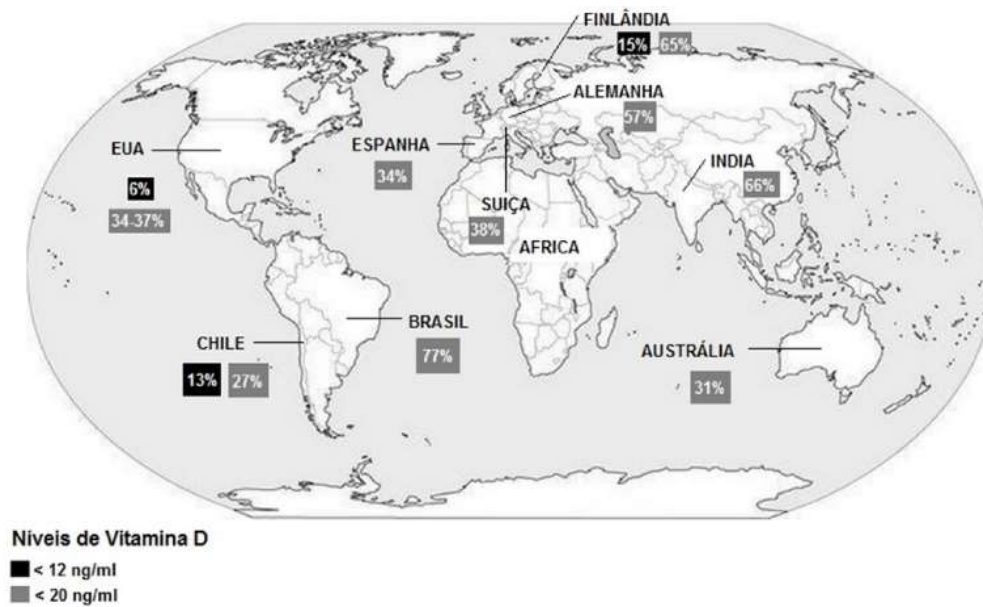 FINLÂNDIA
15% 65%
ALEMANHA
57%
EUA
6%
34-37%
ESPANHA
34%
INDIA
66%
SUIÇA
38%
AFRICA
BRASIL
77%
CHILE
13% 27%
AUSTRÁLIA
31%
Níveis de Vitamina D
< 12 ng/ml
< 20 ng/ml